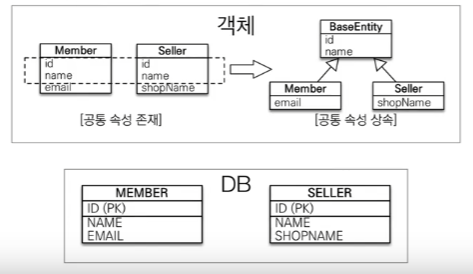 객체
Member
id
name
email
Seller
id
name
shopName
[공통 속성 존재]
BaseEntity
id
name
Member
email
Seller
shopName
[공통 속성 상속]
DB
MEMBER
ID (PK)
NAME
EMAIL
SELLER
ID (PK)
NAME
SHOPNAME